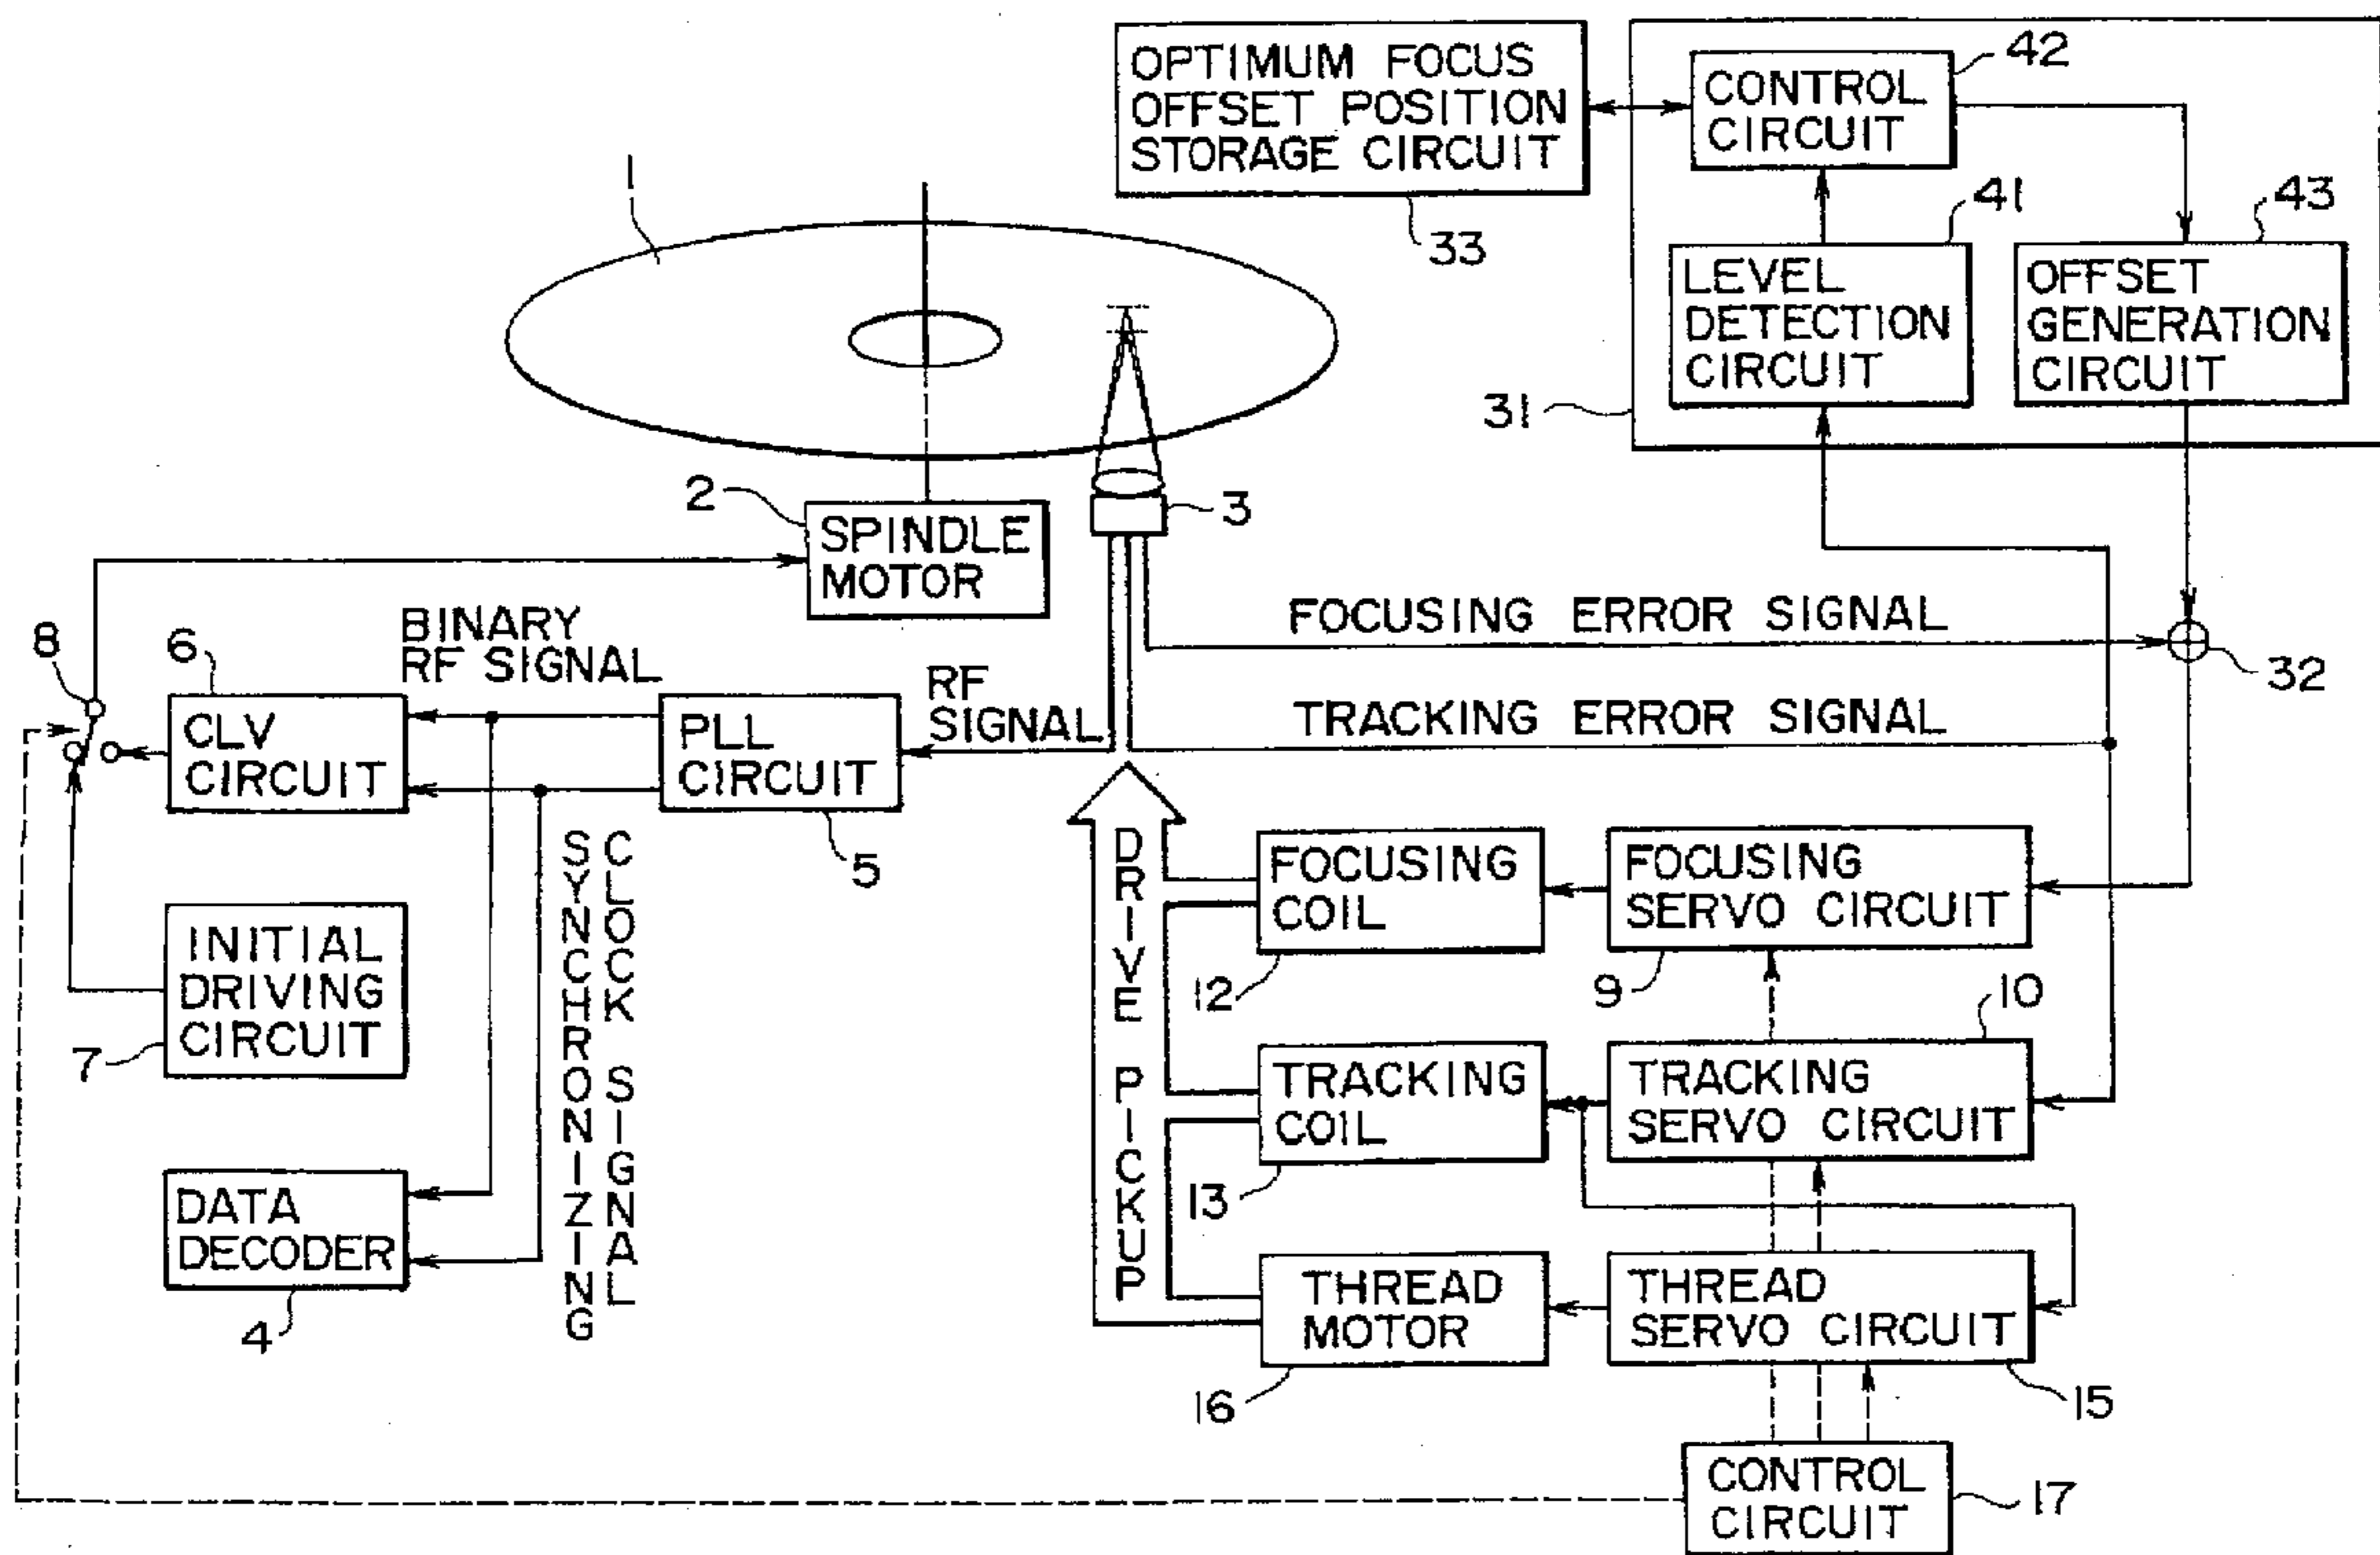 OPTIMUM FOCUS
OFFSET POSITION
STORAGE CIRCUIT
33
CONTROL
CIRCUIT
42
41
43
LEVEL
DETECTION
CIRCUIT
OFFSET
GENERATION
CIRCUIT
31
1
2
SPINDLE
MOTOR
3
FOCUSING ERROR SIGNAL
32
TRACKING ERROR SIGNAL
8
6
BINARY
RF SIGNAL
RF
SIGNAL
CLV
CIRCUIT
PLL
CIRCUIT
5
SYNCHRONIZING
CLOCK SIGNAL
INITIAL
DRIVING
CIRCUIT
7
DATA
DECODER
4
DRIVE PICKUP
FOCUSING
COIL
12
FOCUSING
SERVO CIRCUIT
9
10
TRACKING
COIL
13
TRACKING
SERVO CIRCUIT
THREAD
MOTOR
16
THREAD
SERVO CIRCUIT
15
CONTROL
CIRCUIT
17